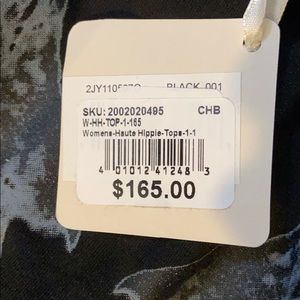 BLACK 001
SKU: 2002020495 CHB
W-HH-TOP-1-165
Womens-Haute Hippie-Tops-1-1
4 01012 41248 3
$165.00